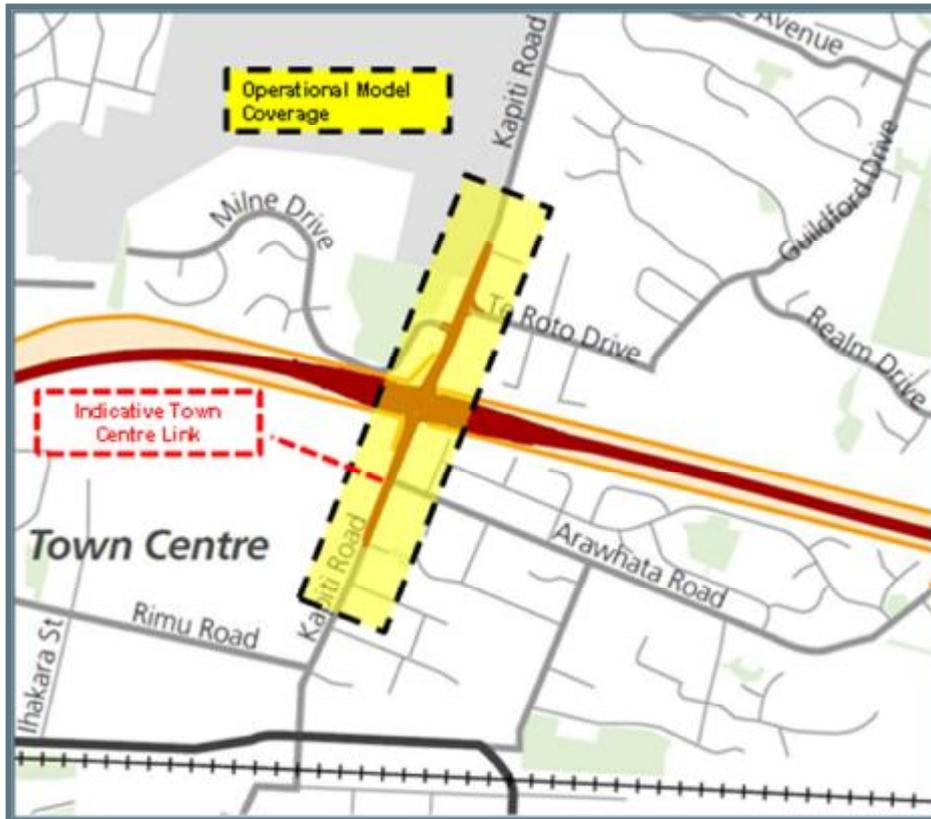 Avenue
Operational Model
Coverage
Kapiti Road
Milne Drive
Guildford Drive
Te Roto Drive
Realm Drive
Indicative Town
Centre Link
Town Centre
Kapiti Road
Arawhata Road
Rimu Road
Ihakara St